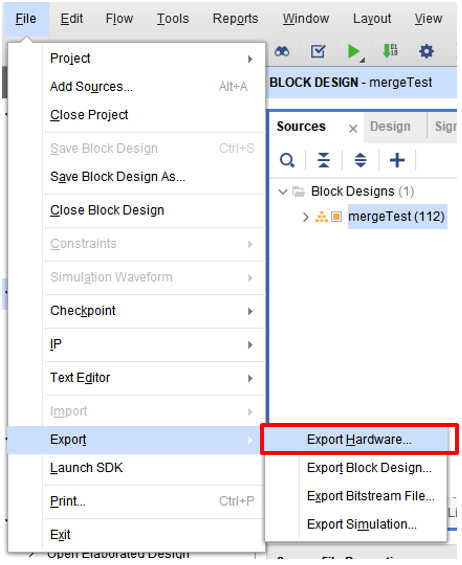 File Edit Flow Tools Reports Window Layout View
Project
Add Sources... Alt+A
Close Project
Save Block Design Ctrl+S
Save Block Design As...
Close Block Design
Constraints
Simulation Waveform
Checkpoint
IP
Text Editor
Import
Export
Launch SDK
Print... Ctrl+P
Exit
Open Elaborated Design
BLOCK DESIGN - mergeTest
Sources Design Sig
Block Designs (1)
mergeTest (112)
Export Hardware...
Export Block Design...
Export Bitstream File...
Export Simulation...